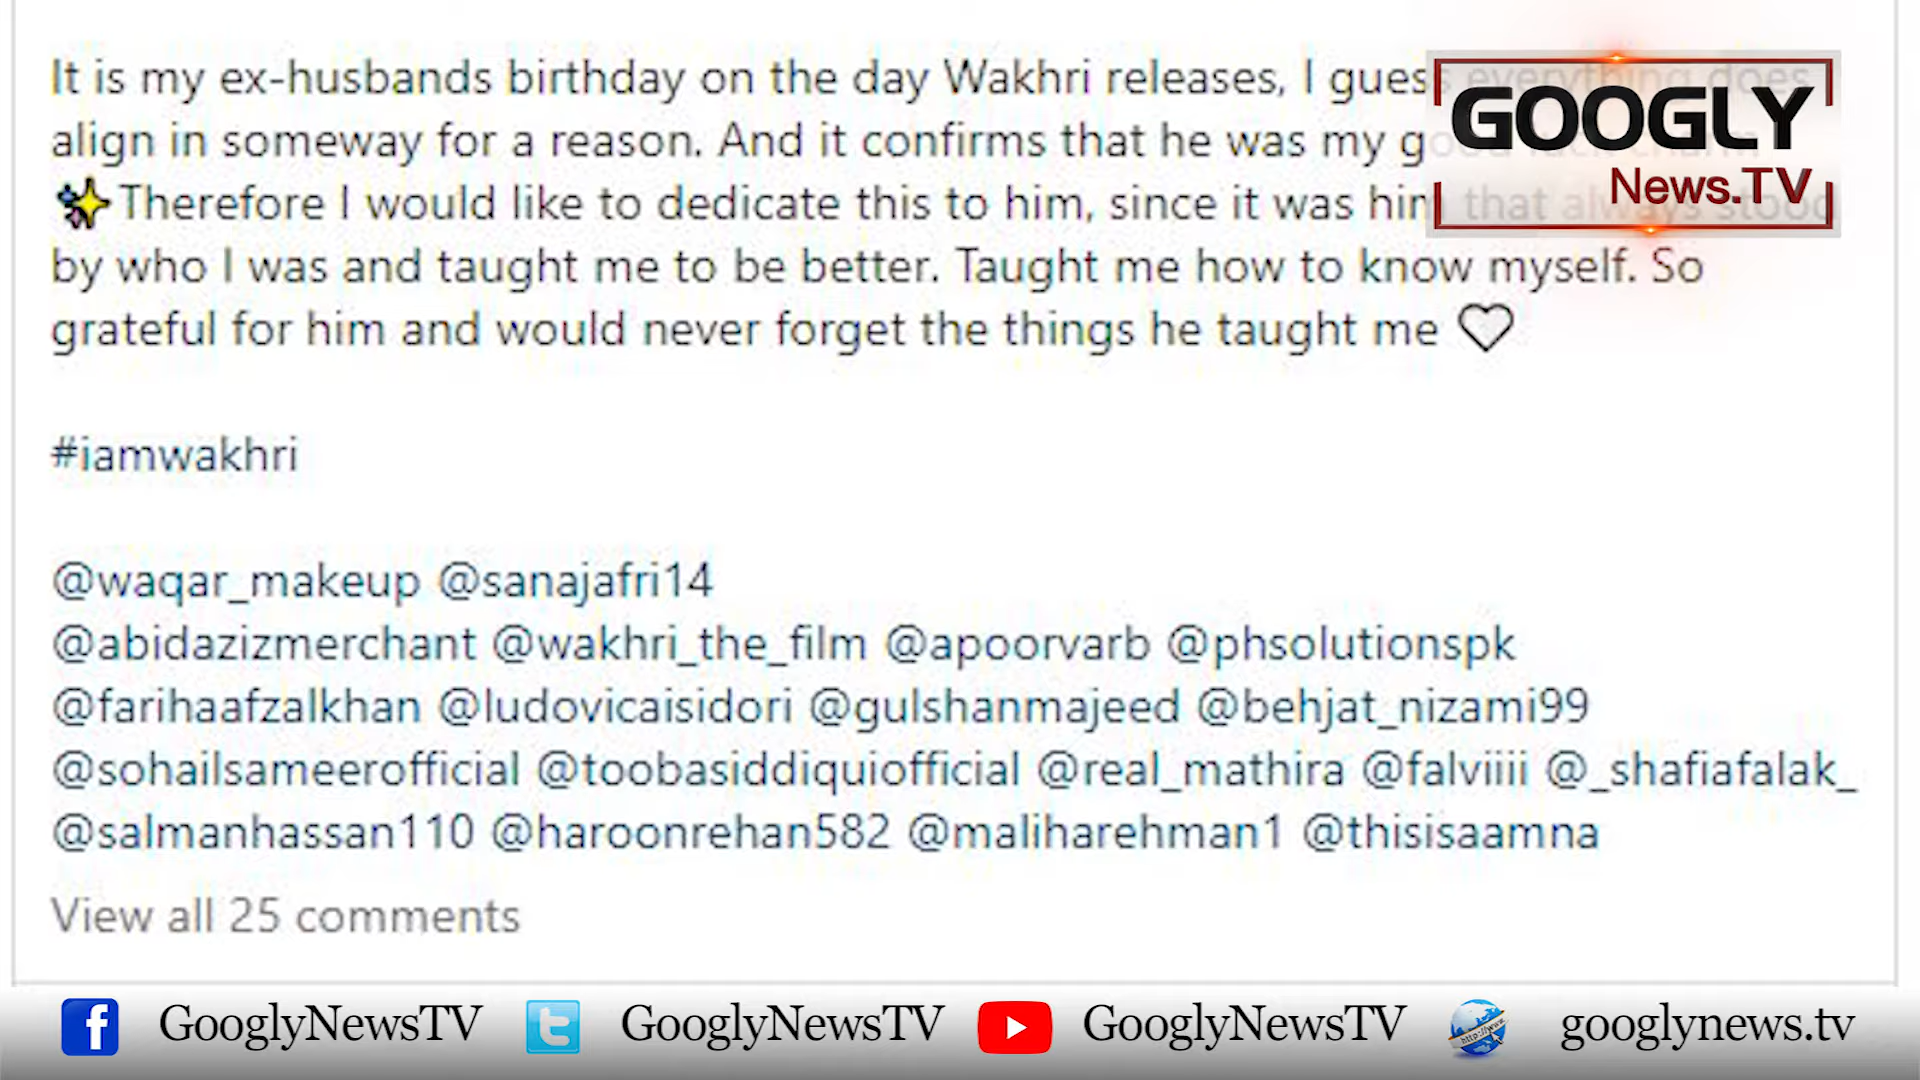 It is my ex-husbands birthday on the day Wakhri releases, I guess everything does
align in someway for a reason. And it confirms that he was my good luck charm
✨Therefore I would like to dedicate this to him, since it was him that always stood
by who I was and taught me to be better. Taught me how to know myself. So
grateful for him and would never forget the things he taught me ♡
#iamwakhri
@waqar_makeup @sanajafri14
@abidazizmerchant @wakhri_the_film @apoorvarb @phsolutionspk
@farihaafzalkhan @ludovicaisidori @gulshanmajeed @behjat_nizami99
@sohailsameerofficial @toobasiddiquiofficial @real_mathira @falviiii @_shafiafalak_
@salmanhassan110 @haroonrehan582 @maliharehman1 @thisisaamna
View all 25 comments
GOOGLY
News.TV
GooglyNewsTV GooglyNewsTV GooglyNewsTV googlynews.tv